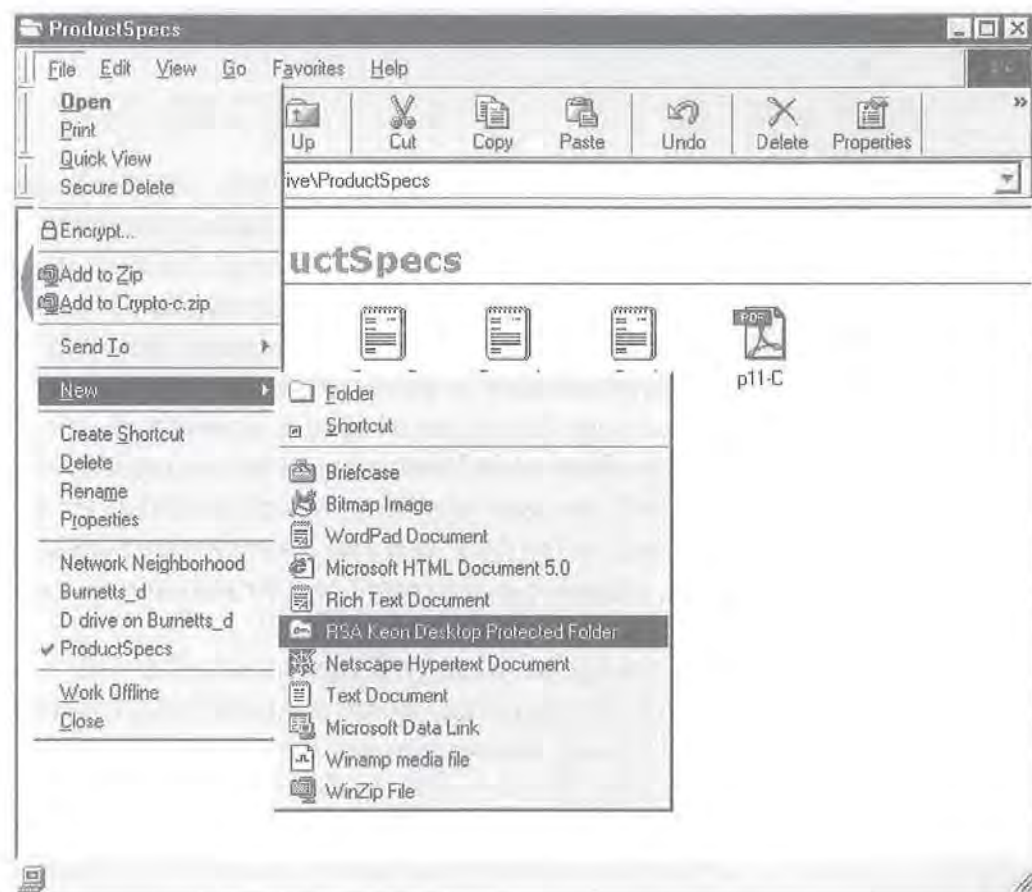 ProductSpecs
File Edit View Go Favorites Help
Up Cut Copy Paste Undo Delete Properties »
ive\ProductSpecs
Open
Print
Quick View
Secure Delete
Encrypt...
Add to Zip
Add to Crypto-c.zip
Send To
New
Create Shortcut
Delete
Rename
Properties
Network Neighborhood
Burnetts_d
D drive on Burnetts_d
ProductSpecs
Work Offline
Close
uctSpecs
PDF
p11-C
Folder
Shortcut
Briefcase
Bitmap Image
WordPad Document
Microsoft HTML Document 5.0
Rich Text Document
RSA Keon Desktop Protected Folder
Netscape Hypertext Document
Text Document
Microsoft Data Link
Winamp media file
WinZip File